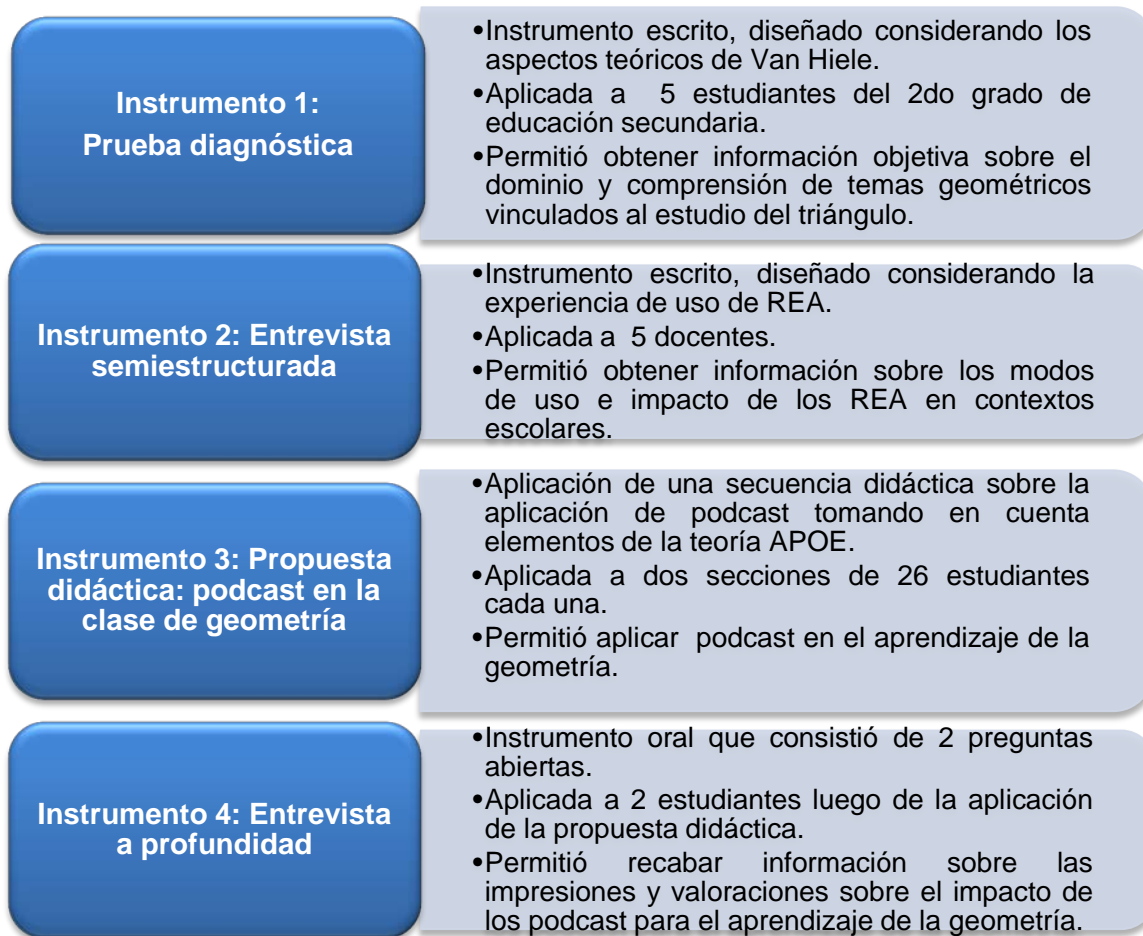 Instrumento 1:
Prueba diagnóstica
•Instrumento escrito, diseñado considerando los
aspectos teóricos de Van Hiele.
•Aplicada a 5 estudiantes del 2do grado de
educación secundaria.
•Permitió obtener información objetiva sobre el
dominio y comprensión de temas geométricos
vinculados al estudio del triángulo.
Instrumento 2: Entrevista
semiestructurada
•Instrumento escrito, diseñado considerando la
experiencia de uso de REA.
•Aplicada a 5 docentes.
•Permitió obtener información sobre los modos
de uso e impacto de los REA en contextos
escolares.
Instrumento 3: Propuesta
didáctica: podcast en la
clase de geometría
•Aplicación de una secuencia didáctica sobre la
aplicación de podcast tomando en cuenta
elementos de la teoría APOE.
•Aplicada a dos secciones de 26 estudiantes
cada una.
•Permitió aplicar podcast en el aprendizaje de la
geometría.
Instrumento 4: Entrevista
a profundidad
•Instrumento oral que consistió de 2 preguntas
abiertas.
•Aplicada a 2 estudiantes luego de la aplicación
de la propuesta didáctica.
•Permitió recabar información sobre las
impresiones y valoraciones sobre el impacto de
los podcast para el aprendizaje de la geometría.